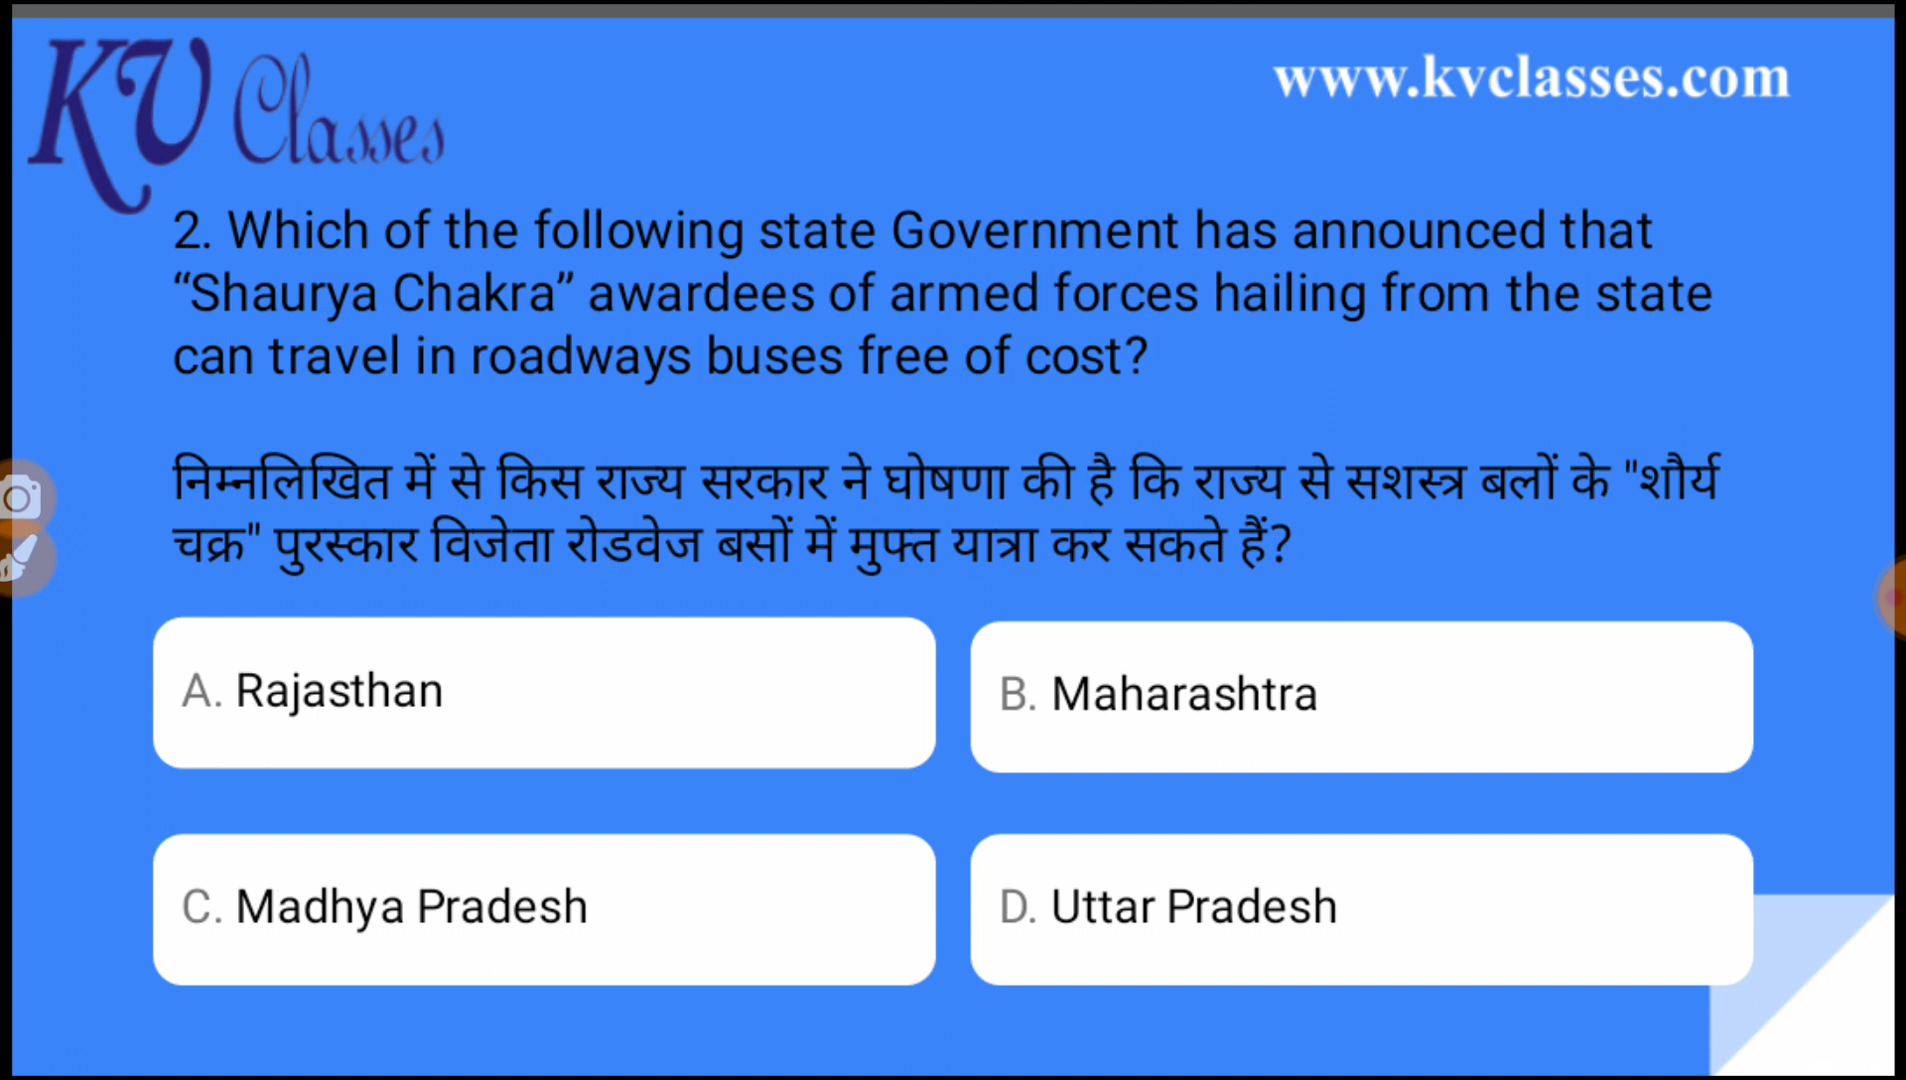 KV Classes
www.kvclasses.com
2. Which of the following state Government has announced that
“Shaurya Chakra” awardees of armed forces hailing from the state
can travel in roadways buses free of cost?
निम्नलिखित में से किस राज्य सरकार ने घोषणा की है कि राज्य से सशस्त्र बलों के "शौर्य
चक्र" पुरस्कार विजेता रोडवेज बसों में मुफ्त यात्रा कर सकते हैं?
A. Rajasthan
B. Maharashtra
C. Madhya Pradesh
D. Uttar Pradesh